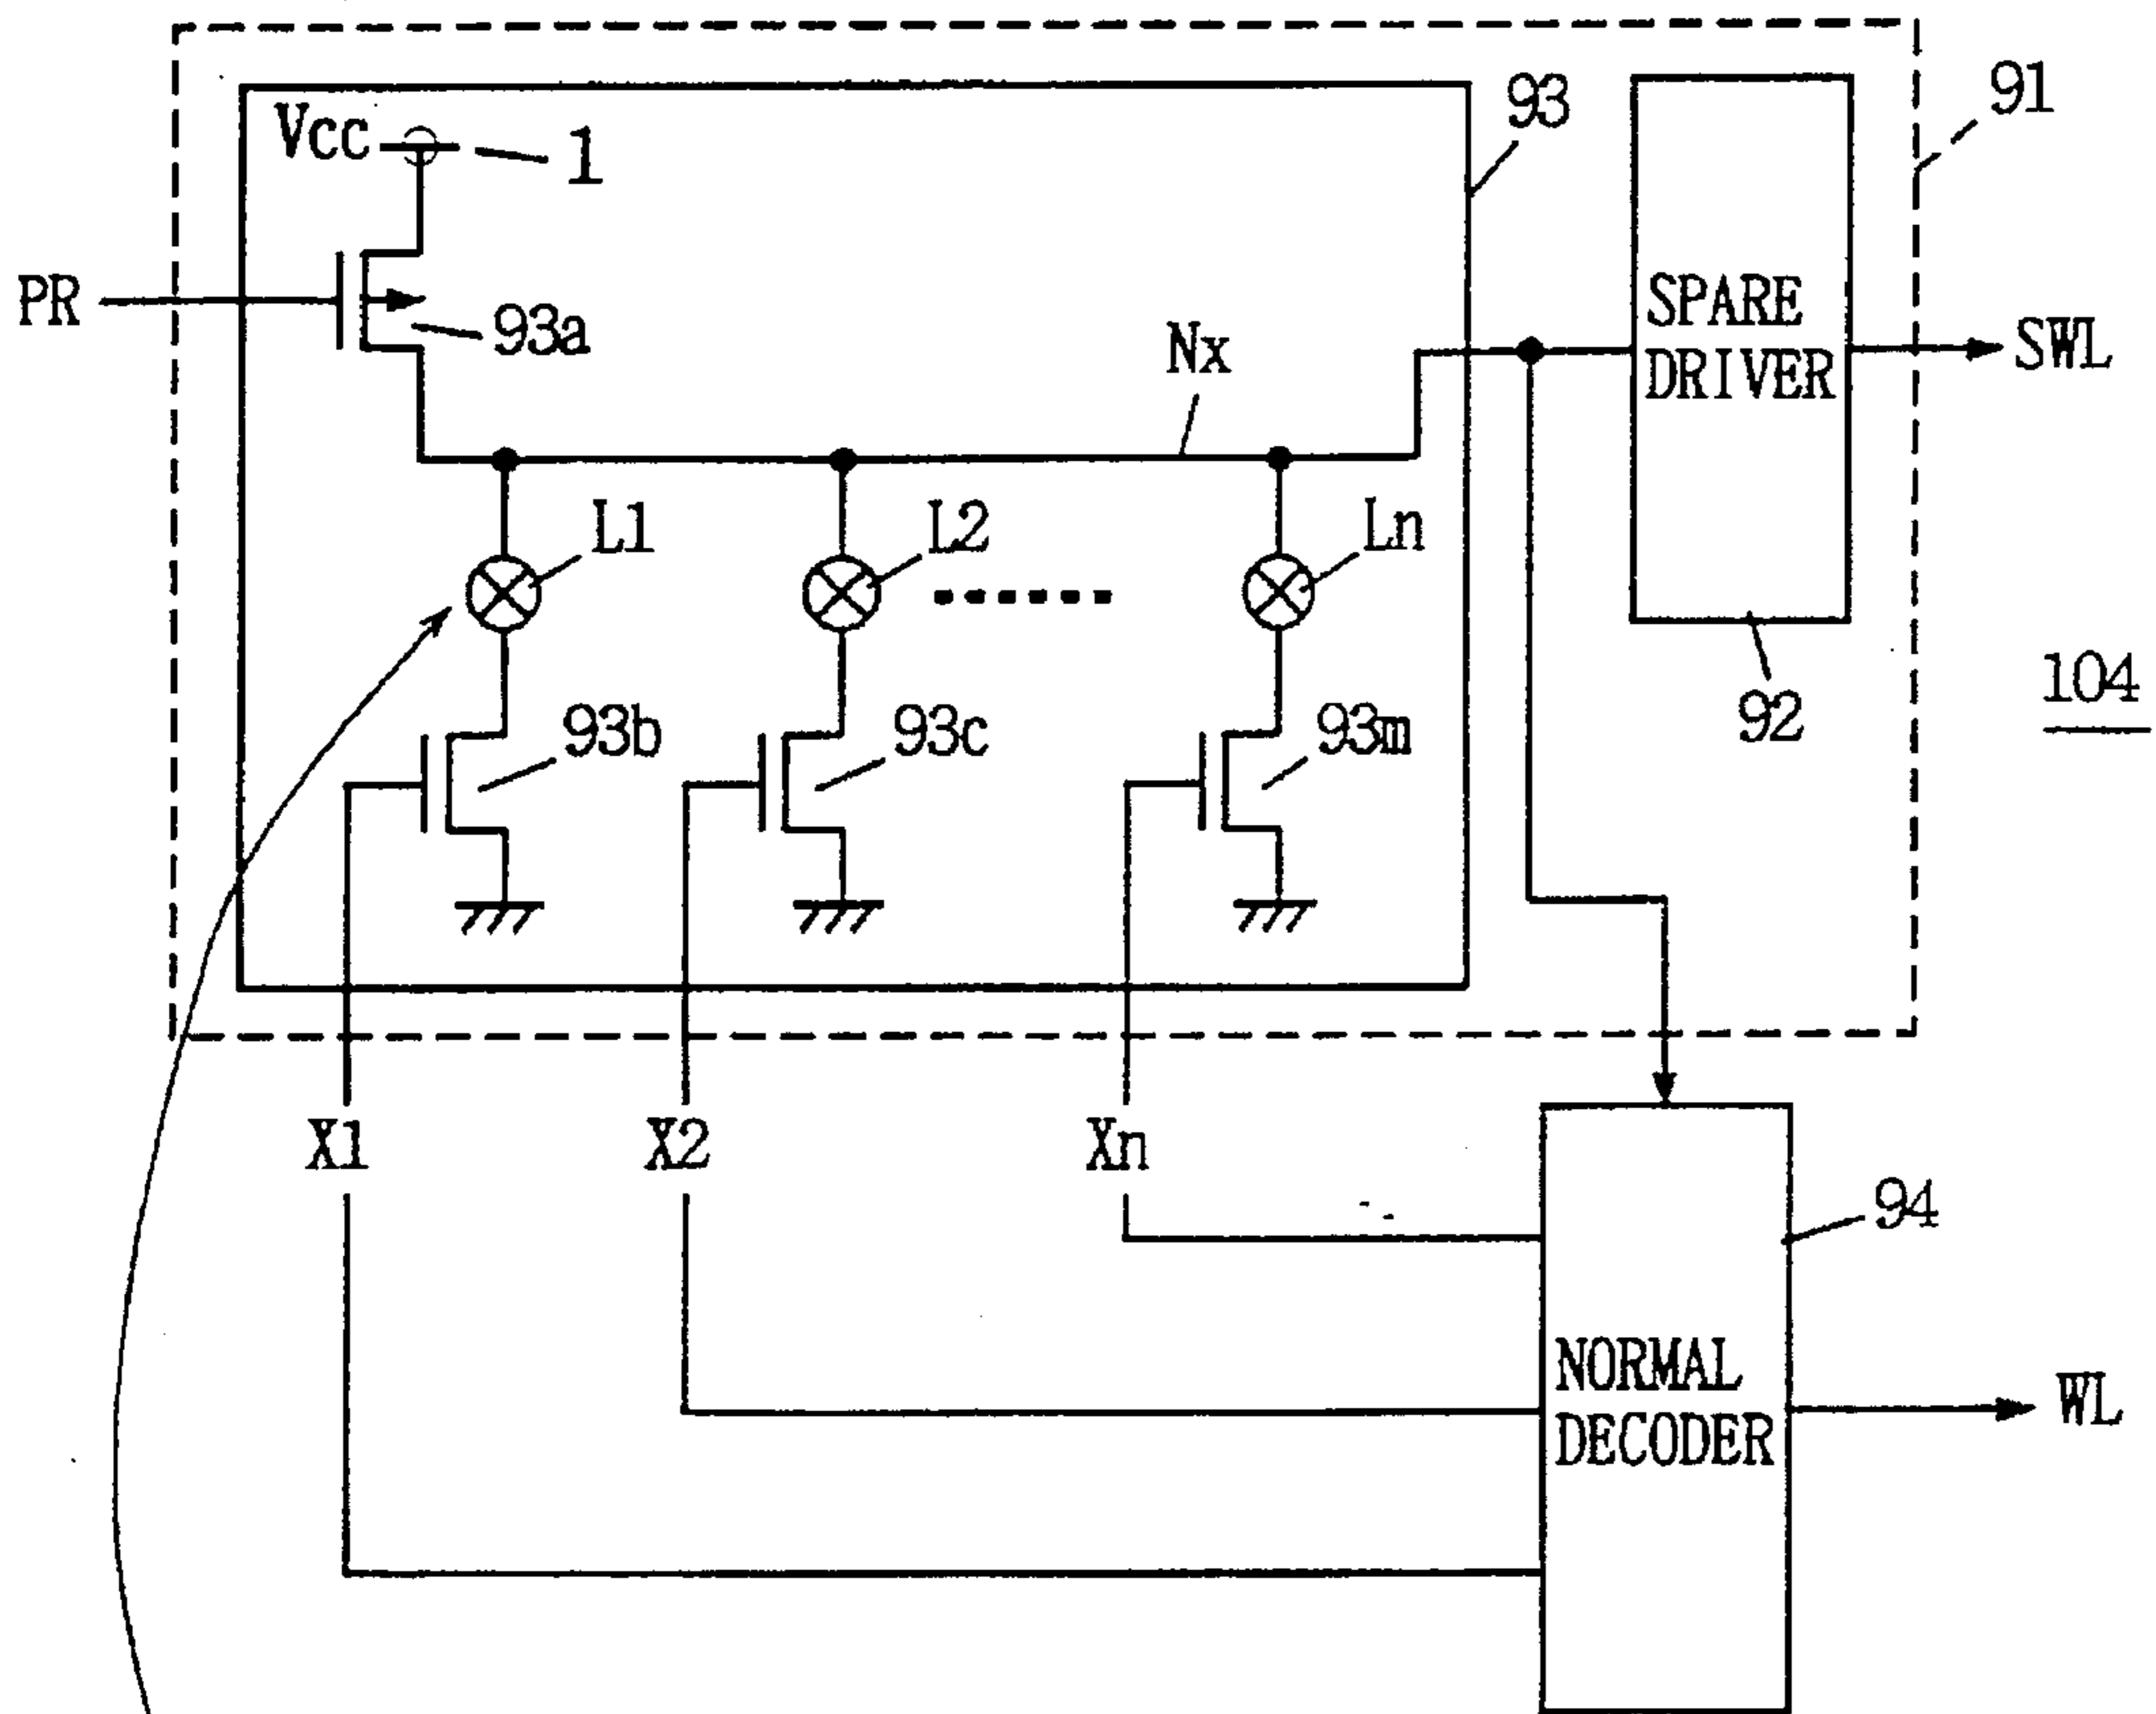 91
93
Vcc
1
PR
93a
Nx
SPARE
DRIVER
SWL
L1
L2
Ln
104
92
93b
93c
93m
X1
X2
Xn
94
NORMAL
DECODER
WL